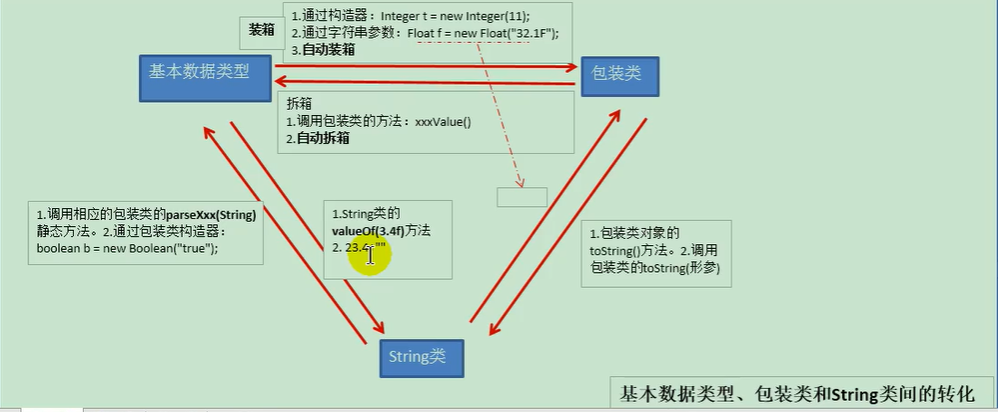 装箱
1.通过构造器：Integer t = new Integer(11);
2.通过字符串参数：Float f = new Float("32.1F");
3.自动装箱
基本数据类型
包装类
拆箱
1.调用包装类的方法：xxxValue()
2.自动拆箱
1.调用相应的包装类的parseXxx(String)
静态方法。2.通过包装类构造器：
boolean b = new Boolean("true");
1.String类的
valueOf(3.4f)方法
2. 23.4 ""
1.包装类对象的
toString()方法。2.调用
包装类的toString(形参)
String类
基本数据类型、包装类和String类间的转化